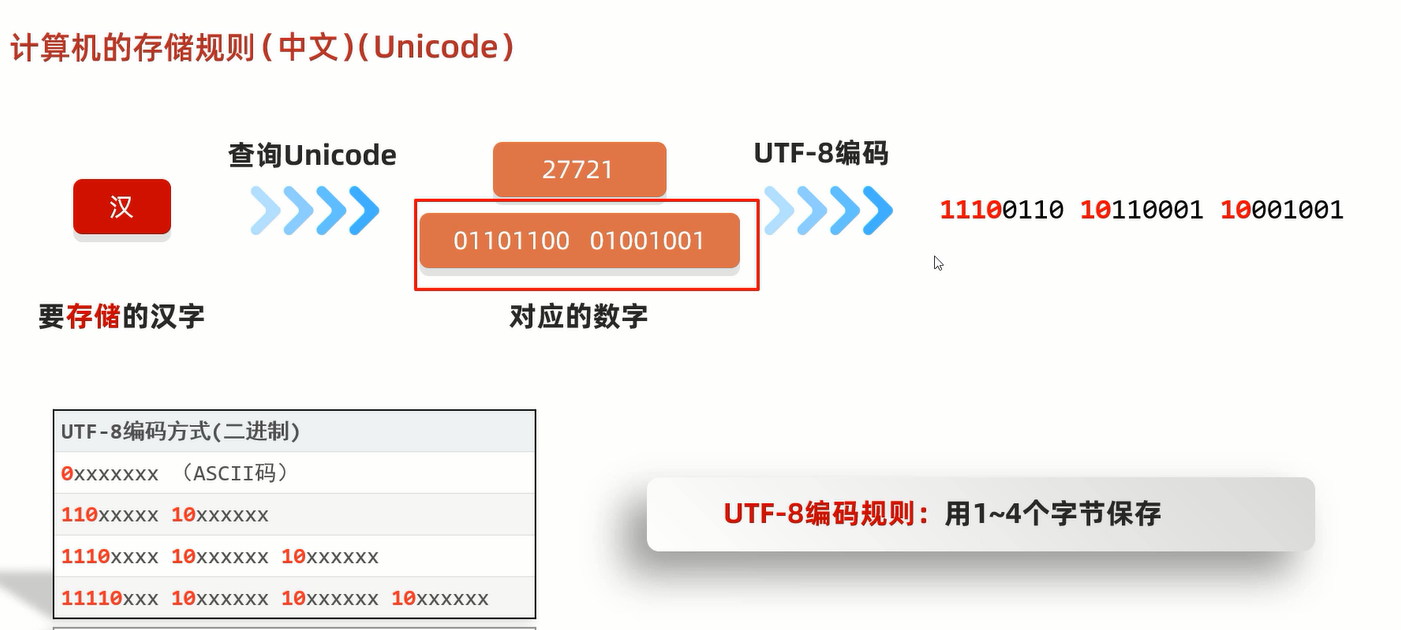 计算机的存储规则(中文)(Unicode)
查询Unicode
UTF-8编码
汉
27721
01101100 01001001
11100110 10110001 10001001
要存储的汉字
对应的数字
UTF-8编码方式(二进制)
0xxxxxxx （ASCII码）
110xxxxx 10xxxxxx
1110xxxx 10xxxxxx 10xxxxxx
11110xxx 10xxxxxx 10xxxxxx 10xxxxxx
UTF-8编码规则：用1~4个字节保存